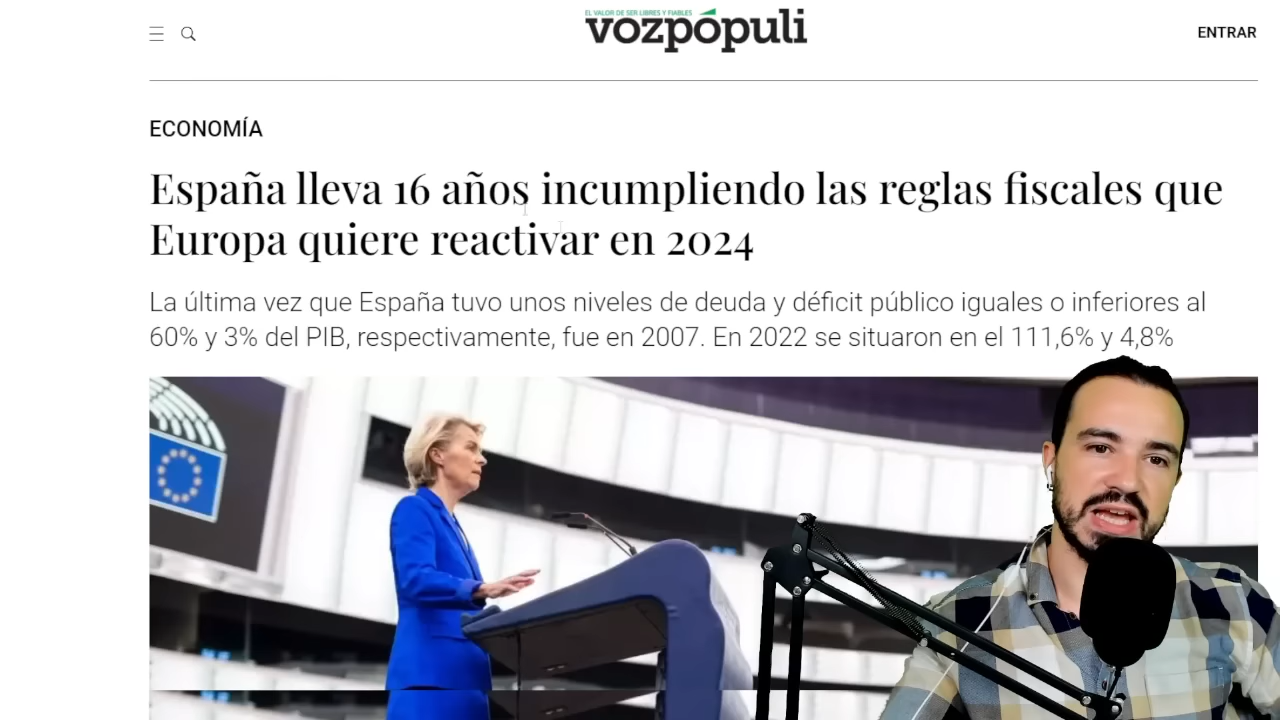 EL VALOR DE SER LIBRES Y FIABLES
vozpópuli
ENTRAR
ECONOMÍA
España lleva 16 años incumpliendo las reglas fiscales que
Europa quiere reactivar en 2024
La última vez que España tuvo unos niveles de deuda y déficit público iguales o inferiores al
60% y 3% del PIB, respectivamente, fue en 2007. En 2022 se situaron en el 111,6% y 4,8%